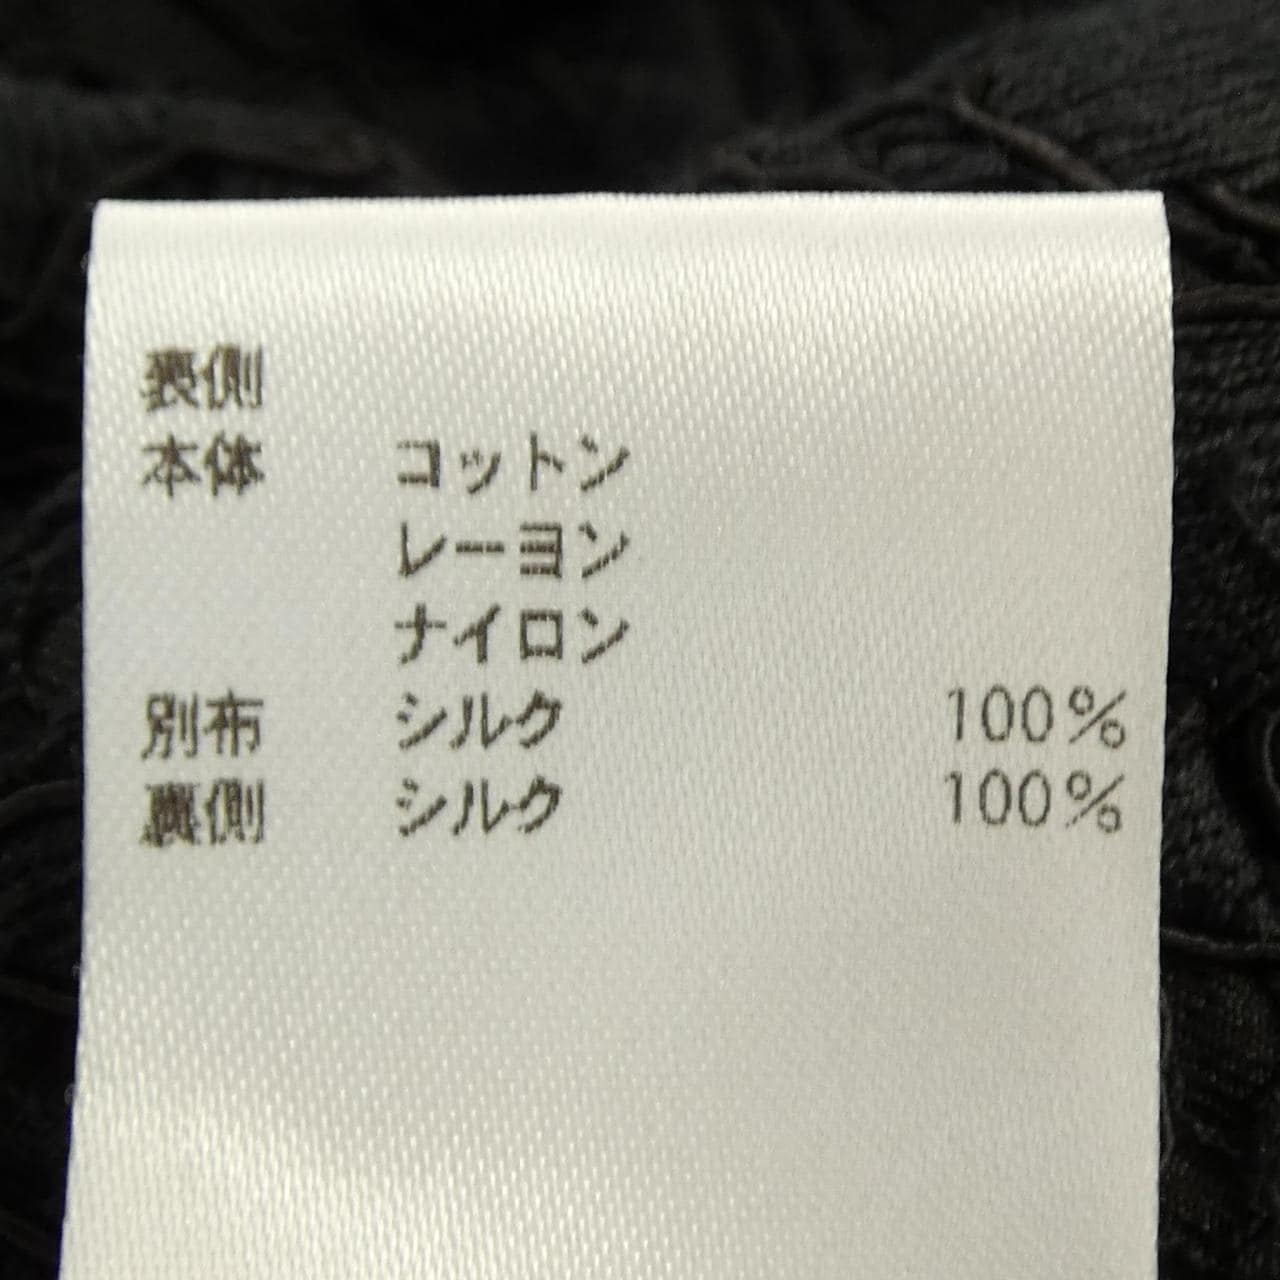 表側
本体 コットン
レーヨン
ナイロン
別布 シルク 100%
裏側 シルク 100%